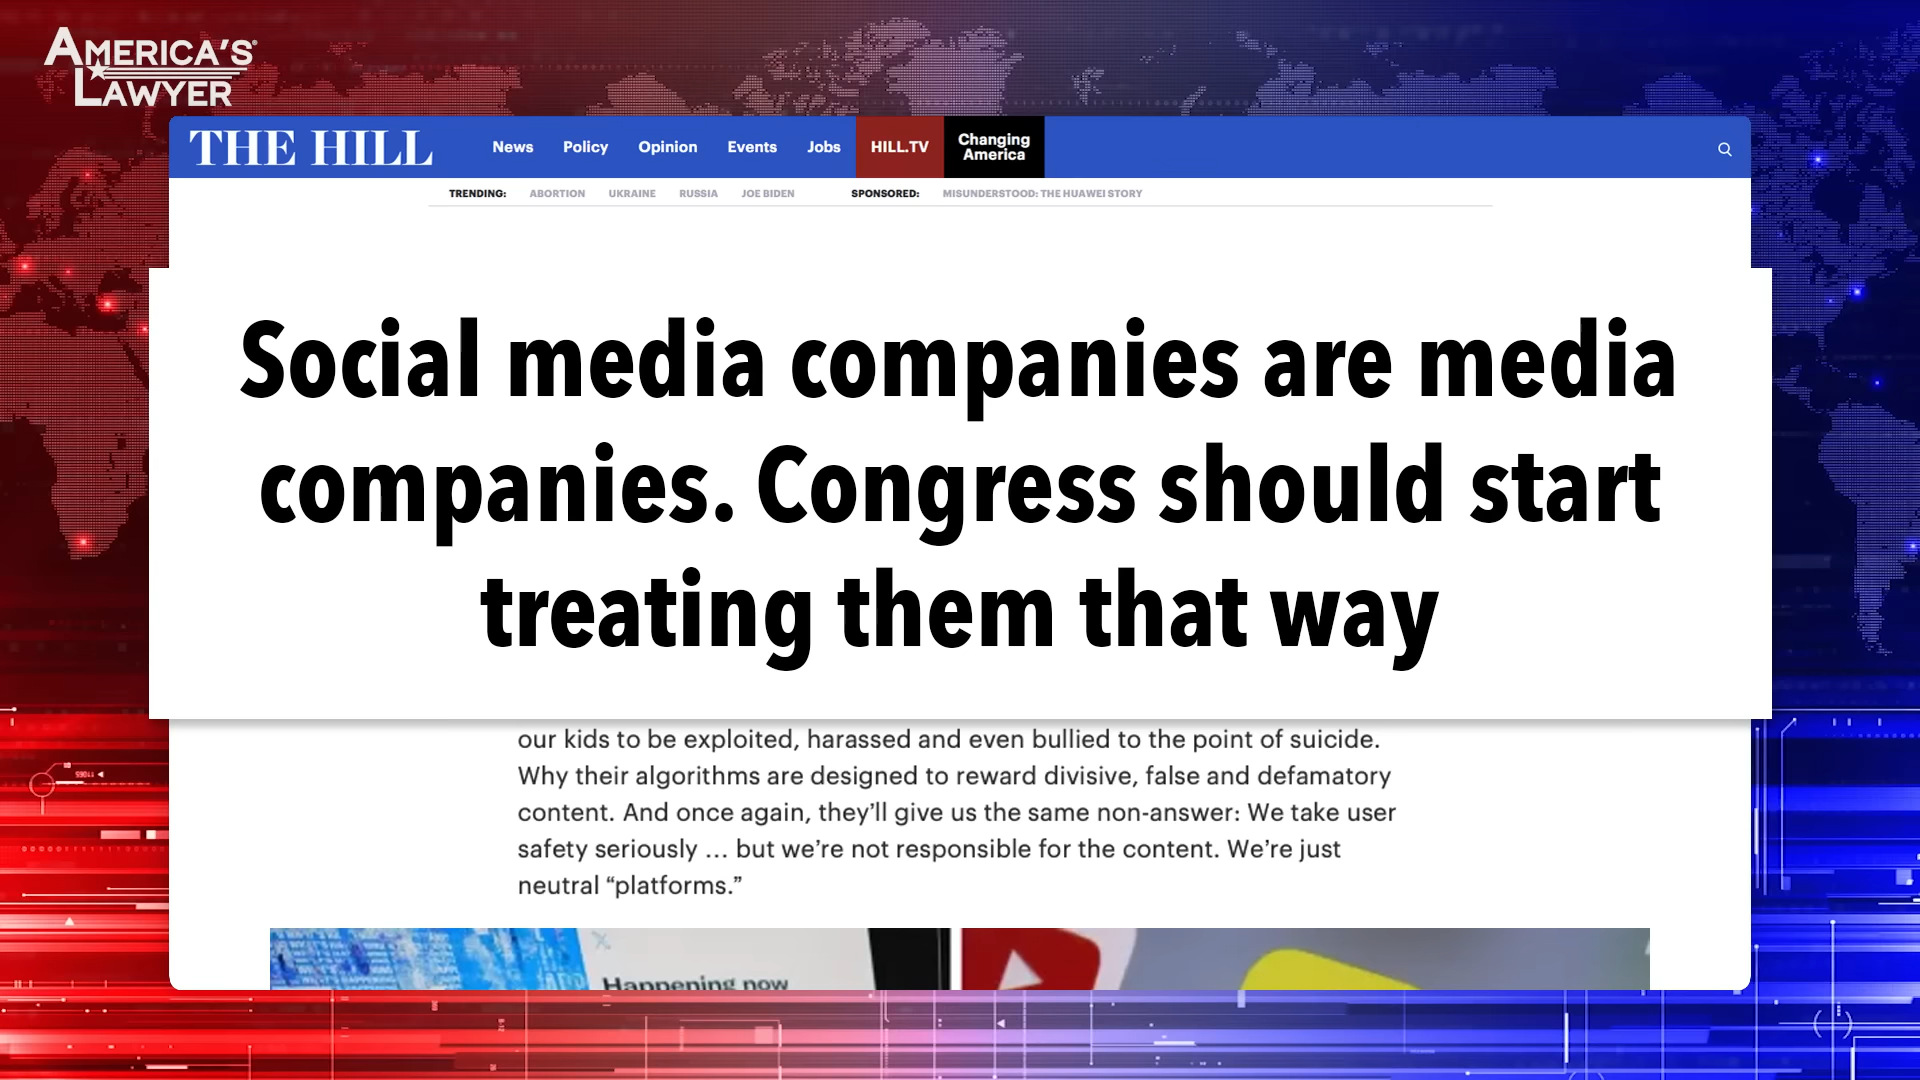 AMERICA'S
LAWYER
THE HILL
News Policy Opinion Events Jobs HILL.TV Changing America
TRENDING: ABORTION UKRAINE RUSSIA JOE BIDEN SPONSORED: MISUNDERSTOOD: THE HUAWEI STORY
Social media companies are media
companies. Congress should start
treating them that way
our kids to be exploited, harassed and even bullied to the point of suicide.
Why their algorithms are designed to reward divisive, false and defamatory
content. And once again, they’ll give us the same non-answer: We take user
safety seriously … but we’re not responsible for the content. We’re just
neutral “platforms.”
Happening now